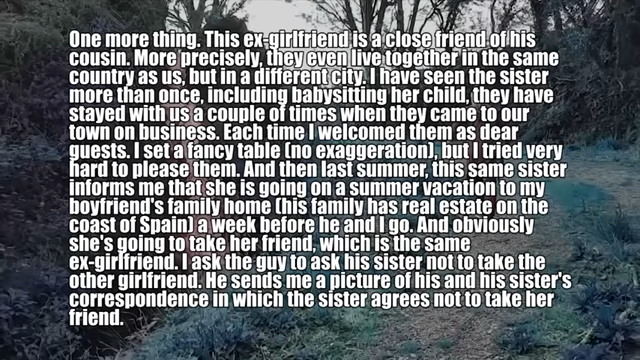 One more thing. This ex-girlfriend is a close friend of his
cousin. More precisely, they even live together in the same
country as us, but in a different city. I have seen the sister
more than once, including babysitting her child, they have
stayed with us a couple of times when they came to our
town on business. Each time I welcomed them as dear
guests. I set a fancy table (no exaggeration), but I tried very
hard to please them. And then last summer, this same sister
informs me that she is going on a summer vacation to my
boyfriend's family home (his family has real estate on the
coast of Spain) a week before he and I go. And obviously
she's going to take her friend, which is the same
ex-girlfriend. I ask the guy to ask his sister not to take the
other girlfriend. He sends me a picture of his and his sister's
correspondence in which the sister agrees not to take her
friend.